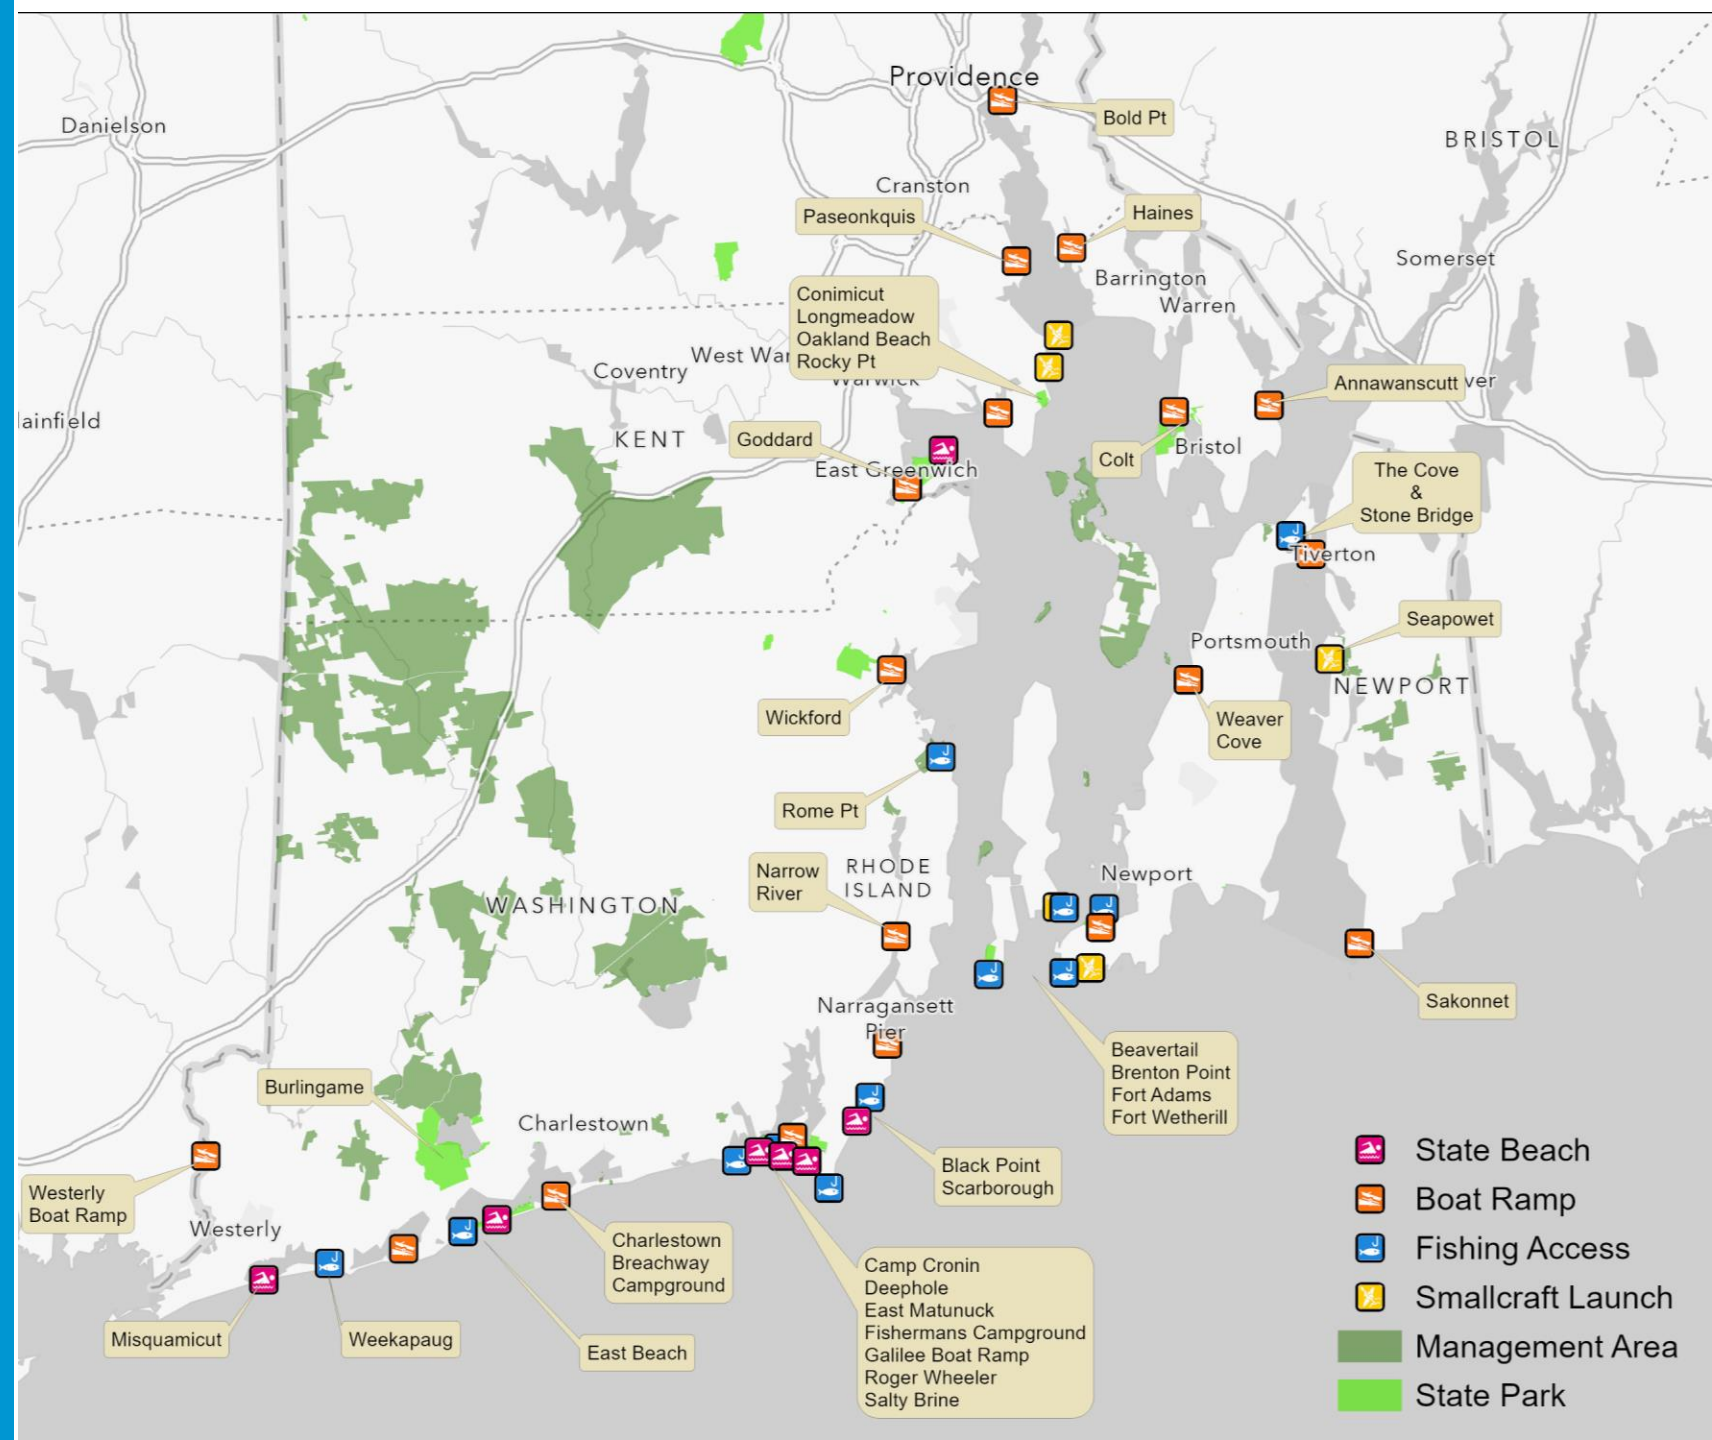 Providence
Bold Pt
Danielson
BRISTOL
Cranston
Paseonkquis
Haines
Somerset
Barrington
Warren
Conimicut
Longmeadow
Oakland Beach
Rocky Pt
West War
Warwick
Coventry
Annawanscutt
ver
lainfield
KENT
Goddard
East Greenwich
Colt
Bristol
The Cove
&
Stone Bridge
Tiverton
Seapowet
Portsmouth
NEWPORT
Wickford
Weaver
Cove
Rome Pt
Narrow
River
RHODE
ISLAND
Newport
WASHINGTON
Narragansett
Pier
Sakonnet
Beavertail
Brenton Point
Fort Adams
Fort Wetherill
Burlingame
Charlestown
Black Point
Scarborough
Westerly
Boat Ramp
Westerly
Charlestown
Breachway
Campground
Misquamicut
Weekapaug
East Beach
Camp Cronin
Deephole
East Matunuck
Fishermans Campground
Galilee Boat Ramp
Roger Wheeler
Salty Brine
State Beach
Boat Ramp
Fishing Access
Smallcraft Launch
Management Area
State Park